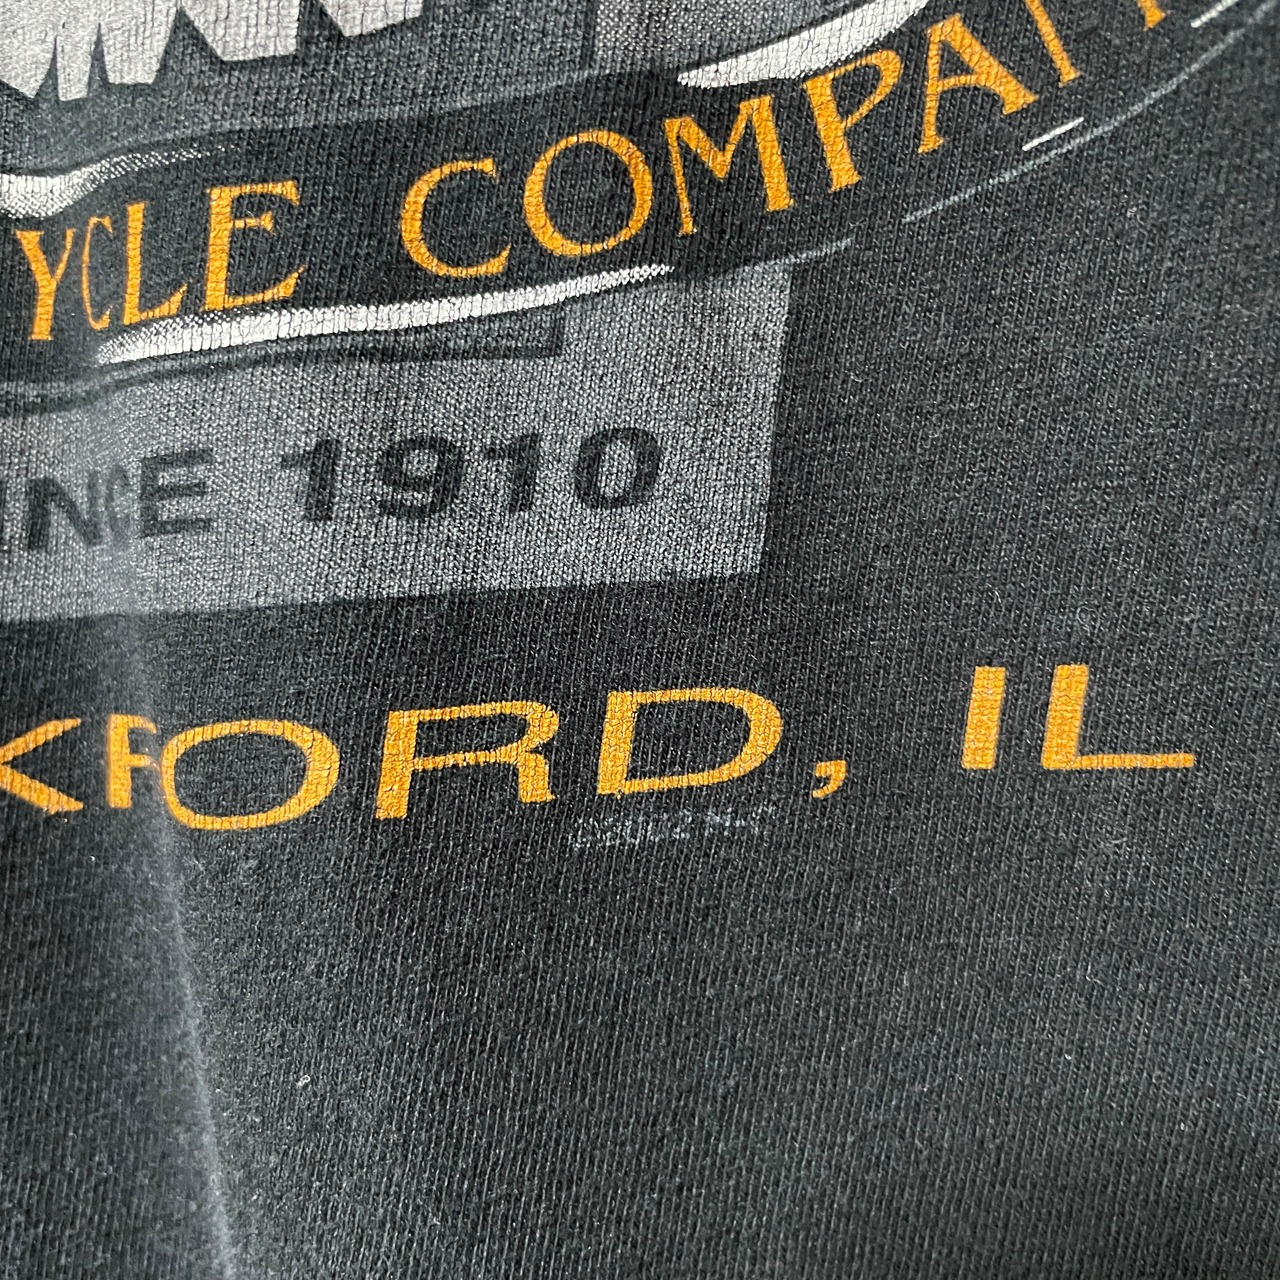 YCLE COMPA
INCE 1910
KFORD, IL